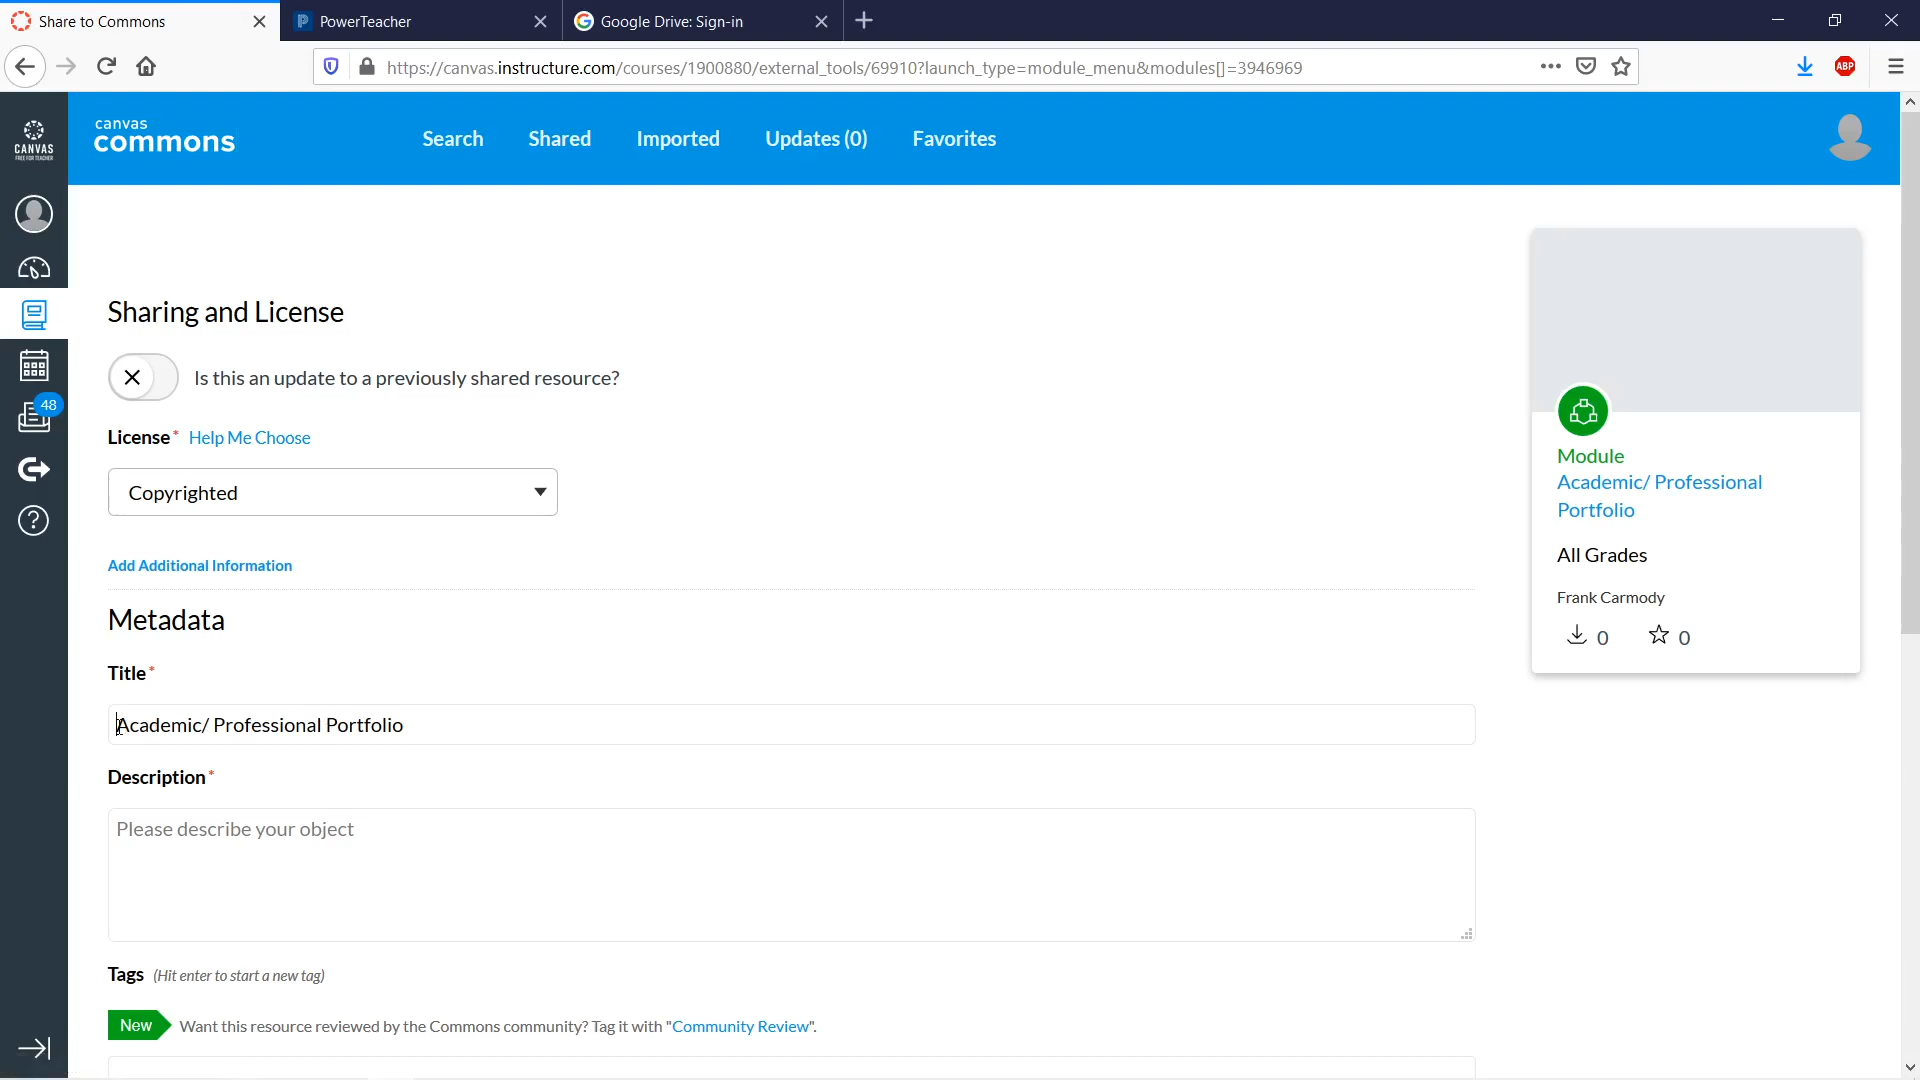 Share to Commons
PowerTeacher
Google Drive: Sign-in
https://canvas.instructure.com/courses/1900880/external_tools/69910?launch_type=module_menu&modules[]=3946969
ABP
CANVAS
FREE FOR TEACHER
canvas
commons
Search
Shared
Imported
Updates (0)
Favorites
48
Sharing and License
Is this an update to a previously shared resource?
License* Help Me Choose
Copyrighted
Add Additional Information
Metadata
Title*
Academic/ Professional Portfolio
Description*
Please describe your object
Tags (Hit enter to start a new tag)
New Want this resource reviewed by the Commons community? Tag it with "Community Review".
Module
Academic/ Professional
Portfolio
All Grades
Frank Carmody
0 0